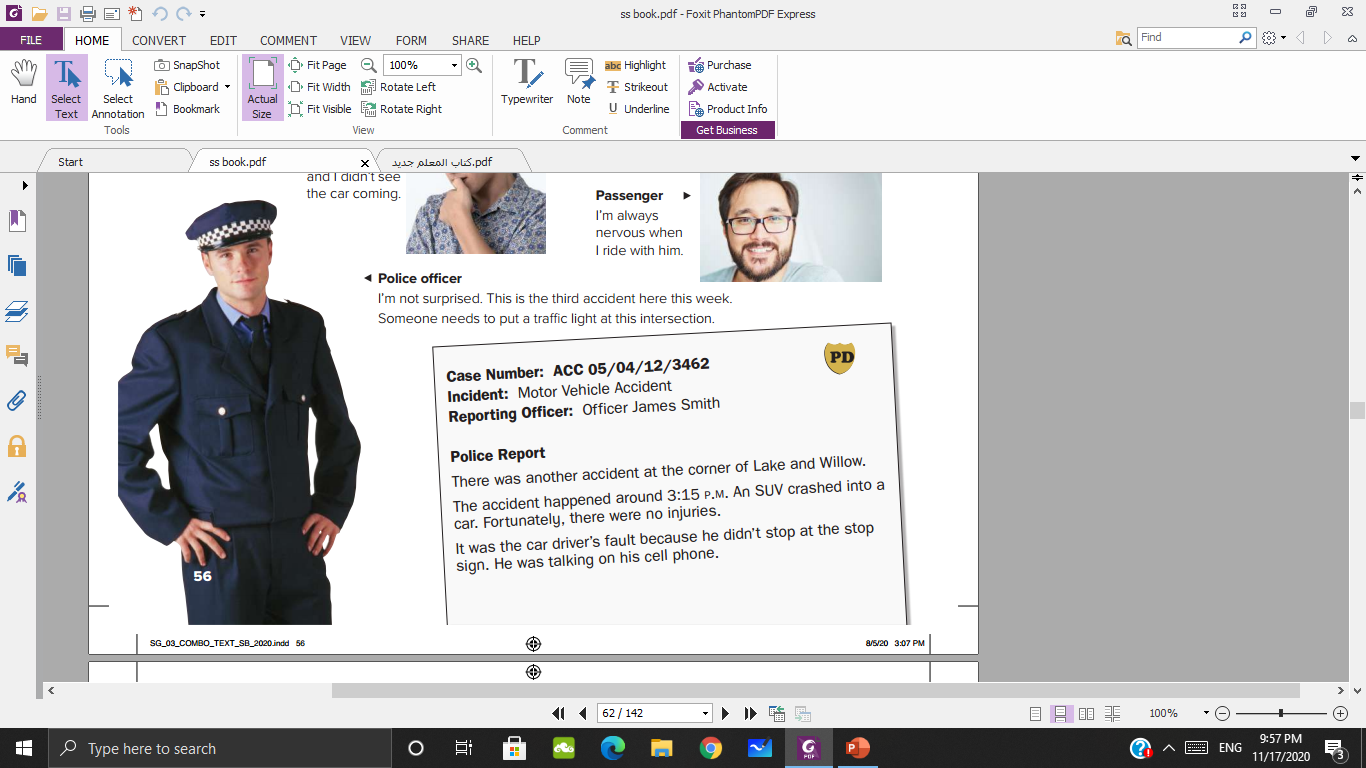 ss book.pdf - Foxit PhantomPDF Express
FILE HOME CONVERT EDIT COMMENT VIEW FORM SHARE HELP Find
Hand
Select Text
Select Annotation
SnapShot
Clipboard
Bookmark
Tools
Actual Size
Fit Page
Fit Width
Fit Visible
100%
Rotate Left
Rotate Right
View
Typewriter
Note
abc Highlight
T Strikeout
U Underline
Comment
Purchase
Activate
Product Info
Get Business
Start ss book.pdf كتاب المعلم جديد.pdf
and I didn't see
the car coming.
Passenger
I'm always
nervous when
I ride with him.
Police officer
I'm not surprised. This is the third accident here this week.
Someone needs to put a traffic light at this intersection.
PD
Case Number: ACC 05/04/12/3462
Incident: Motor Vehicle Accident
Reporting Officer: Officer James Smith
Police Report
There was another accident at the corner of Lake and Willow.
The accident happened around 3:15 P.M. An SUV crashed into a
car. Fortunately, there were no injuries.
It was the car driver's fault because he didn't stop at the stop
sign. He was talking on his cell phone.
56
SG_03_COMBO_TEXT_SB_2020.indd 56 8/5/20 3:07 PM
62 / 142 100%
Type here to search
ENG
9:57 PM
11/17/2020
3